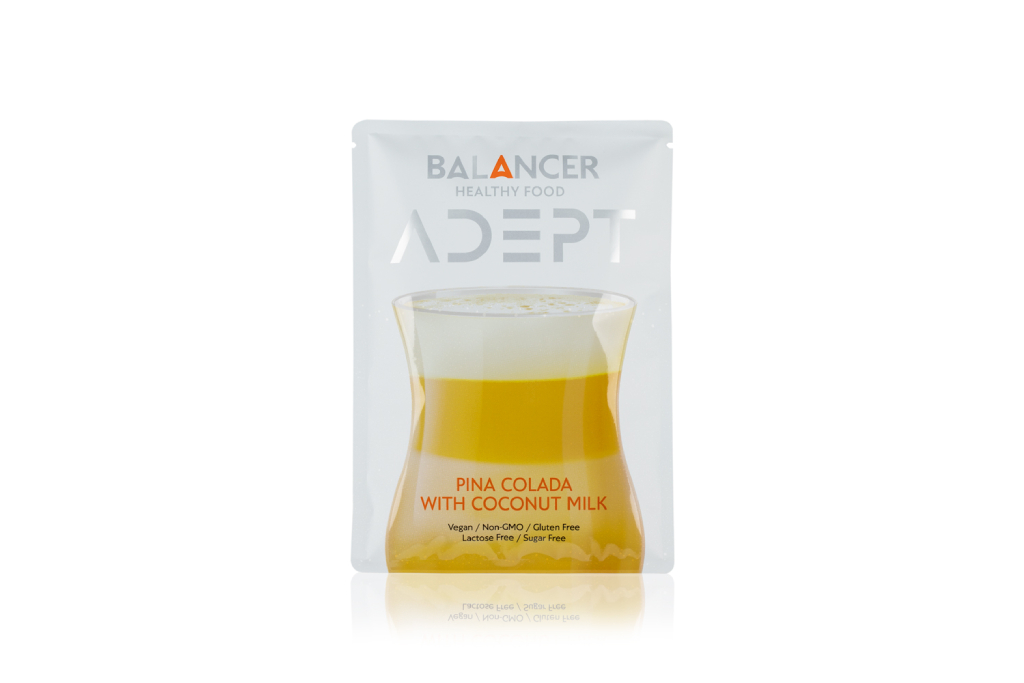 BALANCER
HEALTHY FOOD
ADEPT
PINA COLADA
WITH COCONUT MILK
Vegan / Non-GMO / Gluten Free
Lactose Free / Sugar Free